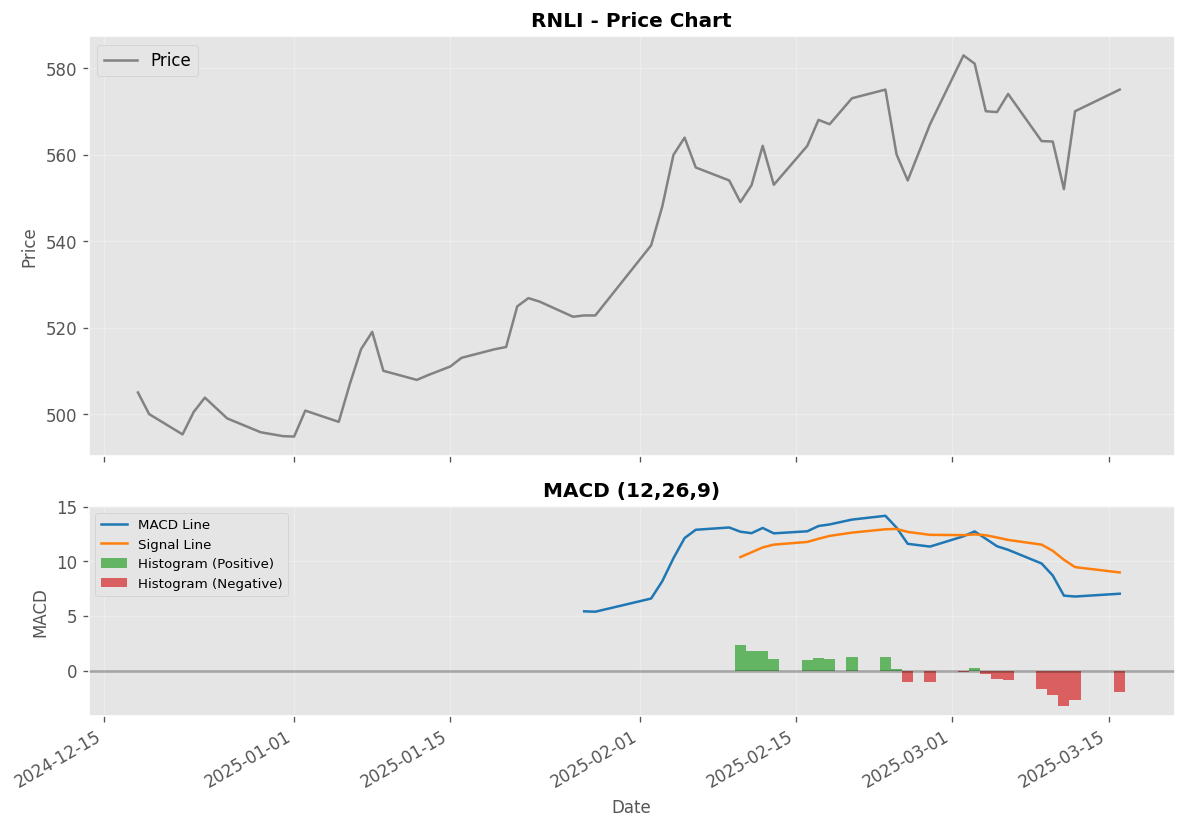 RNLI - Price Chart
Price
580
560
540
520
500
Price
MACD (12,26,9)
MACD Line
Signal Line
Histogram (Positive)
Histogram (Negative)
15
10
5
0
MACD
2024-12-15
2025-01-01
2025-01-15
2025-02-01
2025-02-15
2025-03-01
2025-03-15
Date